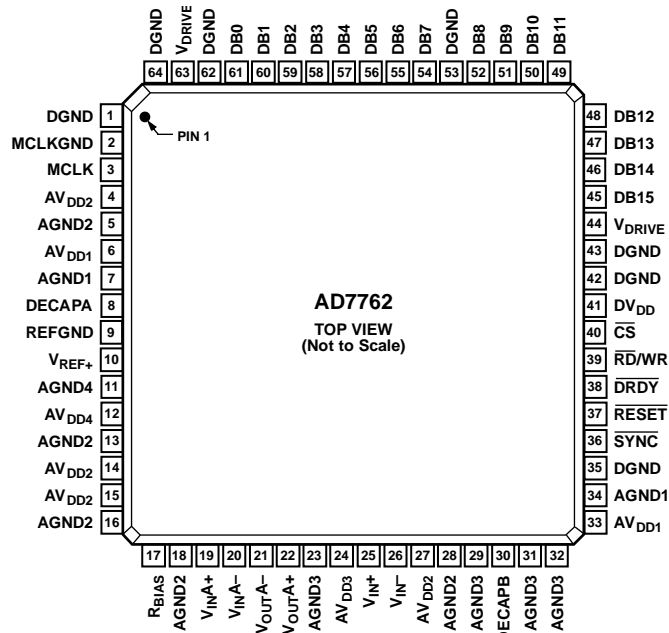 DGND VDRIVE DGND DB0 DB1 DB2 DB3 DB4 DB5 DB6 DB7 DGND DB8 DB9 DB10 DB11
64 63 62 61 60 59 58 57 56 55 54 53 52 51 50 49
DGND 1 48 DB12
PIN 1
MCLKGND 2 47 DB13
MCLK 3 46 DB14
AVDD2 4 45 DB15
AGND2 5 44 VDRIVE
AVDD1 6 43 DGND
AGND1 7 42 DGND
DECAPA 8 41 DVDD
AD7762
REFGND 9 40 CS
TOP VIEW
(Not to Scale)
VREF+ 10 39 RD/WR
AGND4 11 38 DRDY
AVDD4 12 37 RESET
AGND2 13 36 SYNC
AVDD2 14 35 DGND
AVDD2 15 34 AGND1
AGND2 16 33 AVDD1
17 18 19 20 21 22 23 24 25 26 27 28 29 30 31 32
RBIAS AGND2 VINA+ VINA– VOUTA– VOUTA+ AGND3 AVDD3 VIN+ VIN– AVDD2 AGND2 AGND3 DECAPB AGND3 AGND3